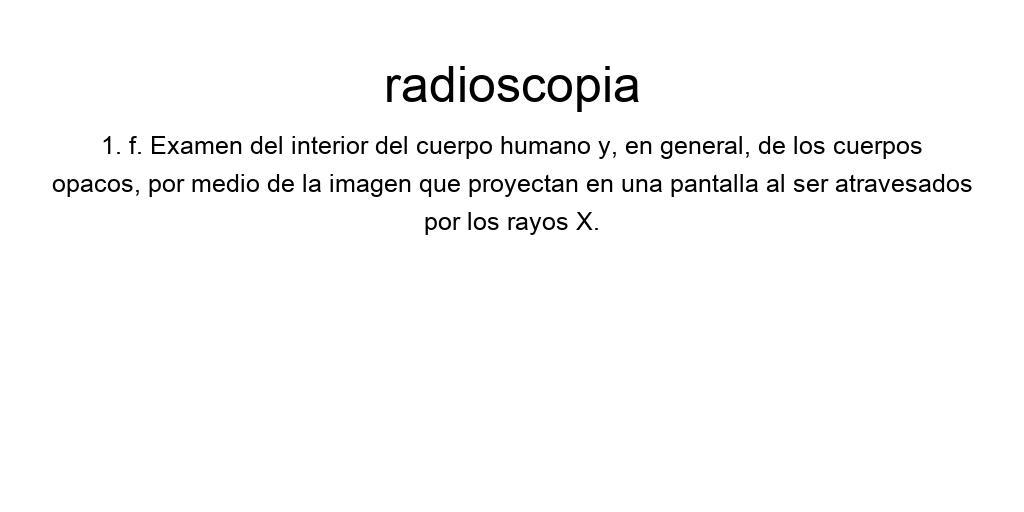 radioscopia
1. f. Examen del interior del cuerpo humano y, en general, de los cuerpos
opacos, por medio de la imagen que proyectan en una pantalla al ser atravesados
por los rayos X.